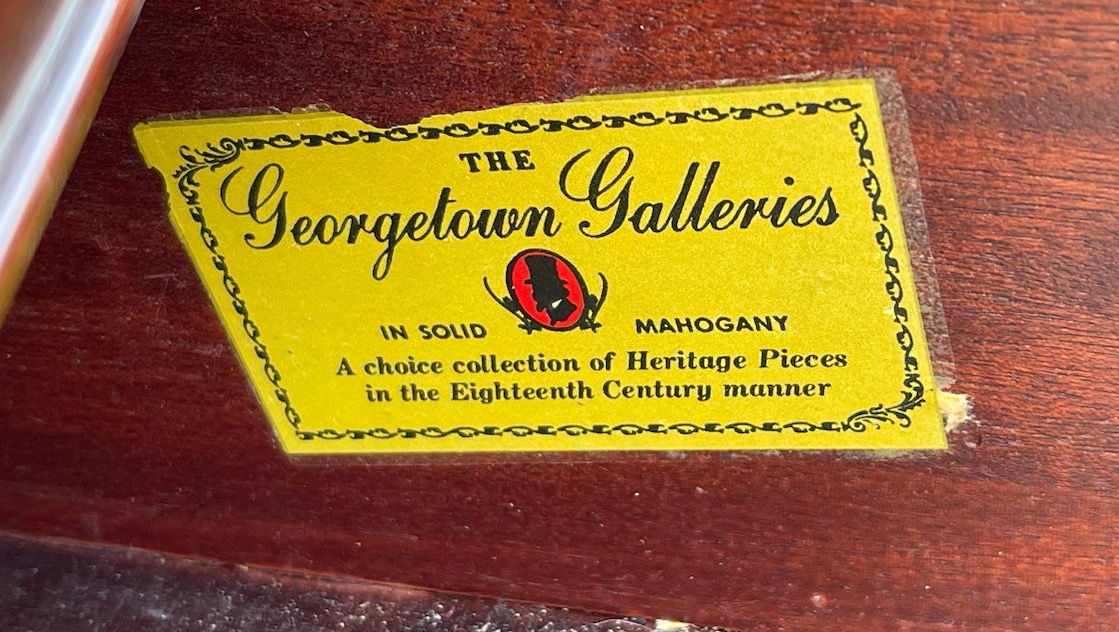 THE
Georgetown Galleries
IN SOLID MAHOGANY
A choice collection of Heritage Pieces
in the Eighteenth Century manner